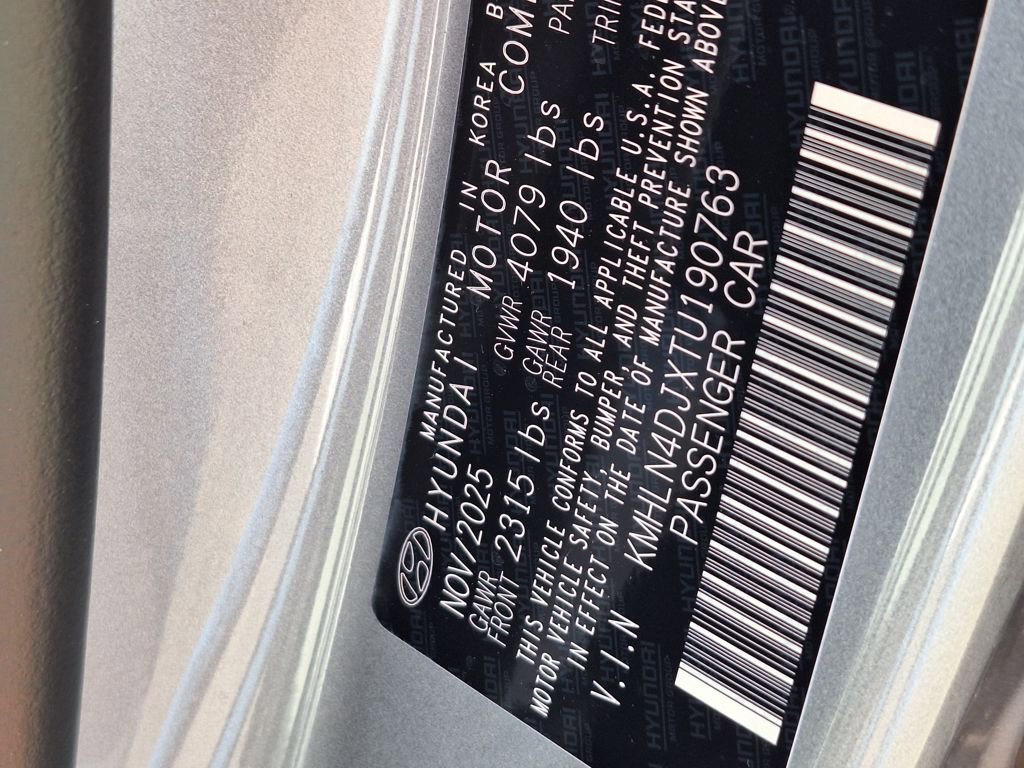 MANUFACTURED IN KOREA B
HYUNDAI MOTOR COM
NOV/2025 GVWR 4079 lbs PA
GAWR FRONT 2315 lbs GAWR REAR 1940 lbs TRI
THIS VEHICLE CONFORMS TO ALL APPLICABLE U.S.A. FED
MOTOR VEHICLE SAFETY, BUMPER, AND THEFT PREVENTION STA
IN EFFECT ON THE DATE OF MANUFACTURE SHOWN ABOVE
V.I.N KMHLN4DJXTU190763
PASSENGER CAR